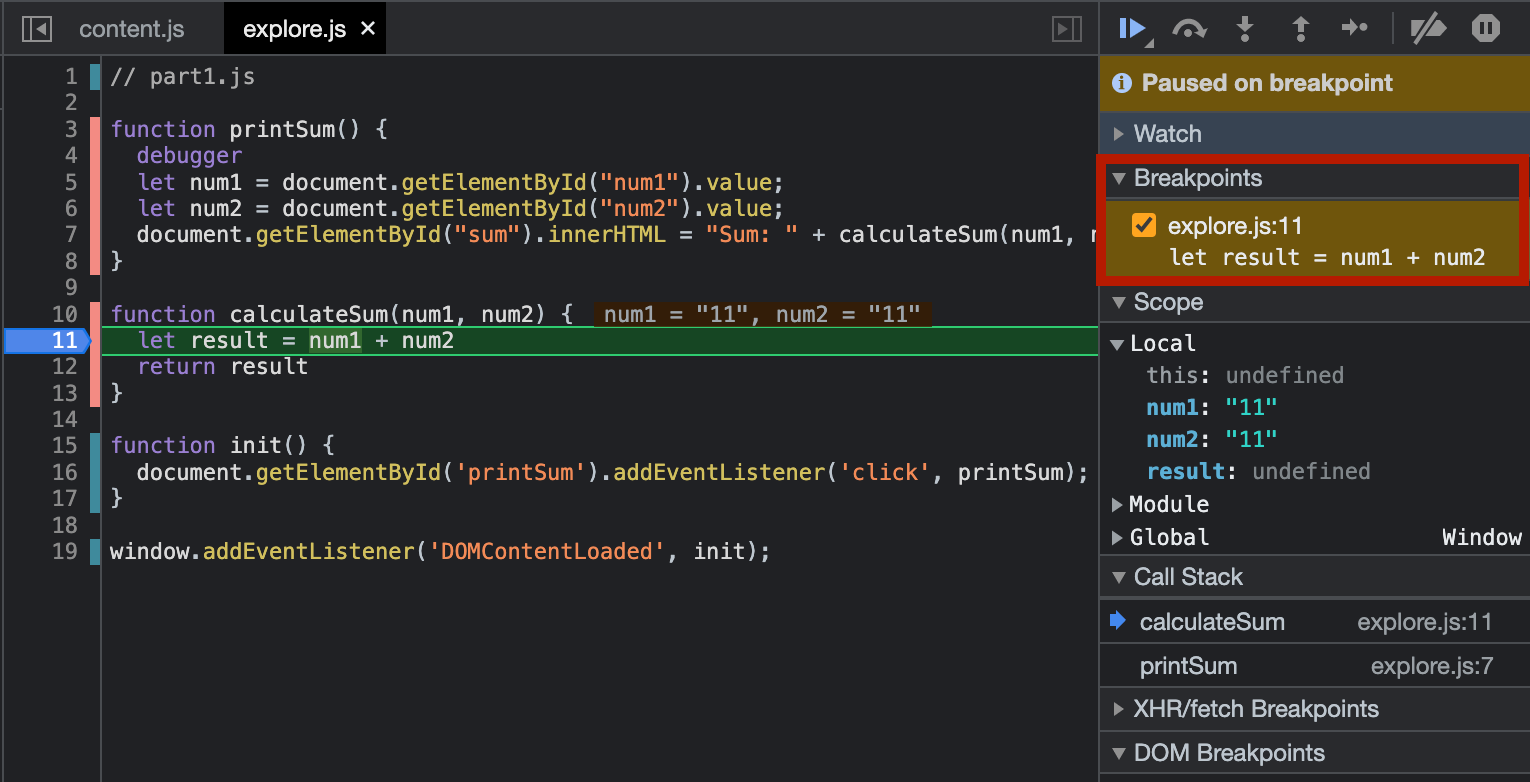 content.js explore.js ×
1 // part1.js
2
3 function printSum() {
4 debugger
5 let num1 = document.getElementById("num1").value;
6 let num2 = document.getElementById("num2").value;
7 document.getElementById("sum").innerHTML = "Sum: " + calculateSum(num1,
8 }
9
10 function calculateSum(num1, num2) { num1 = "11", num2 = "11"
11 let result = num1 + num2
12 return result
13 }
14
15 function init() {
16 document.getElementById('printSum').addEventListener('click', printSum);
17 }
18
19 window.addEventListener('DOMContentLoaded', init);
Paused on breakpoint
Watch
Breakpoints
explore.js:11
let result = num1 + num2
Scope
Local
this: undefined
num1: "11"
num2: "11"
result: undefined
Module
Global Window
Call Stack
calculateSum explore.js:11
printSum explore.js:7
XHR/fetch Breakpoints
DOM Breakpoints